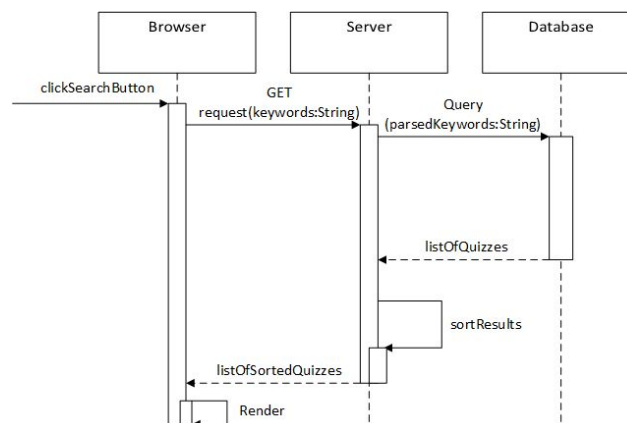 Browser
Server
Database
clickSearchButton
GET
request(keywords:String)
Query
(parsedKeywords:String)
listOfQuizzes
sortResults
listOfSortedQuizzes
Render